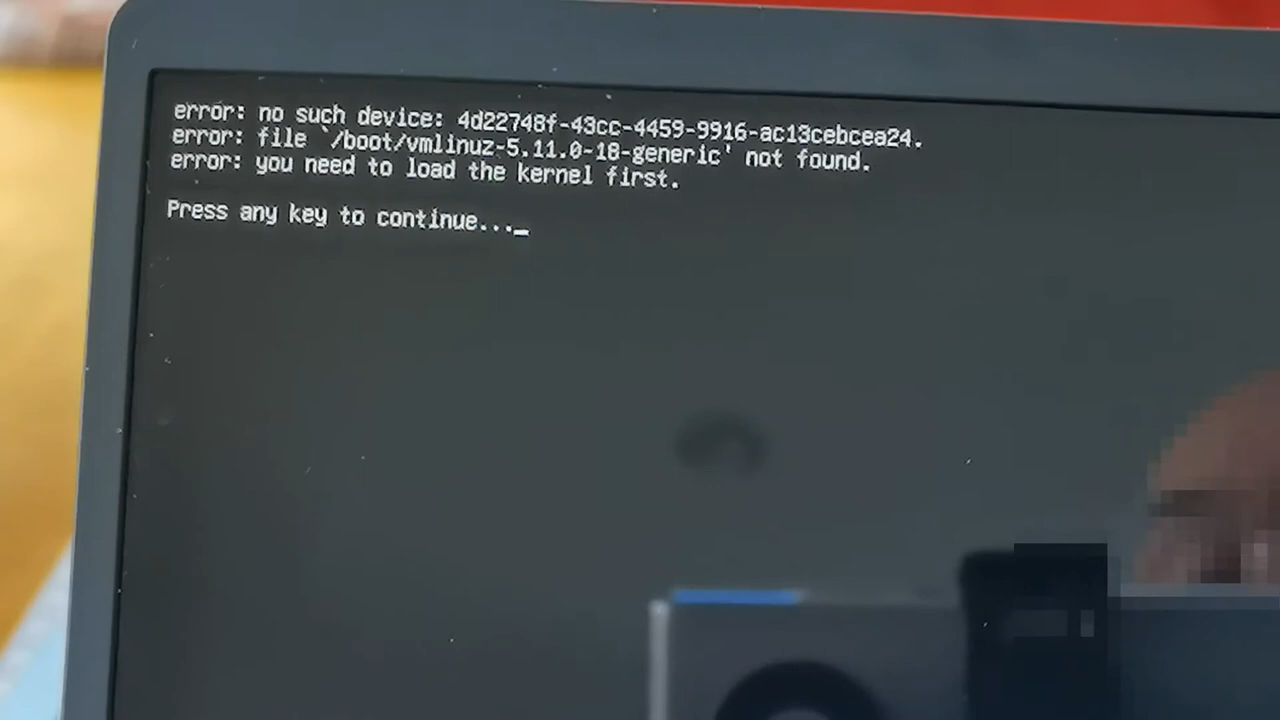 error: no such device: 4d22748f-43cc-4459-9916-ac13cebcea24.
error: file `/boot/vmlinuz-5.11.0-18-generic' not found.
error: you need to load the kernel first.
Press any key to continue..._